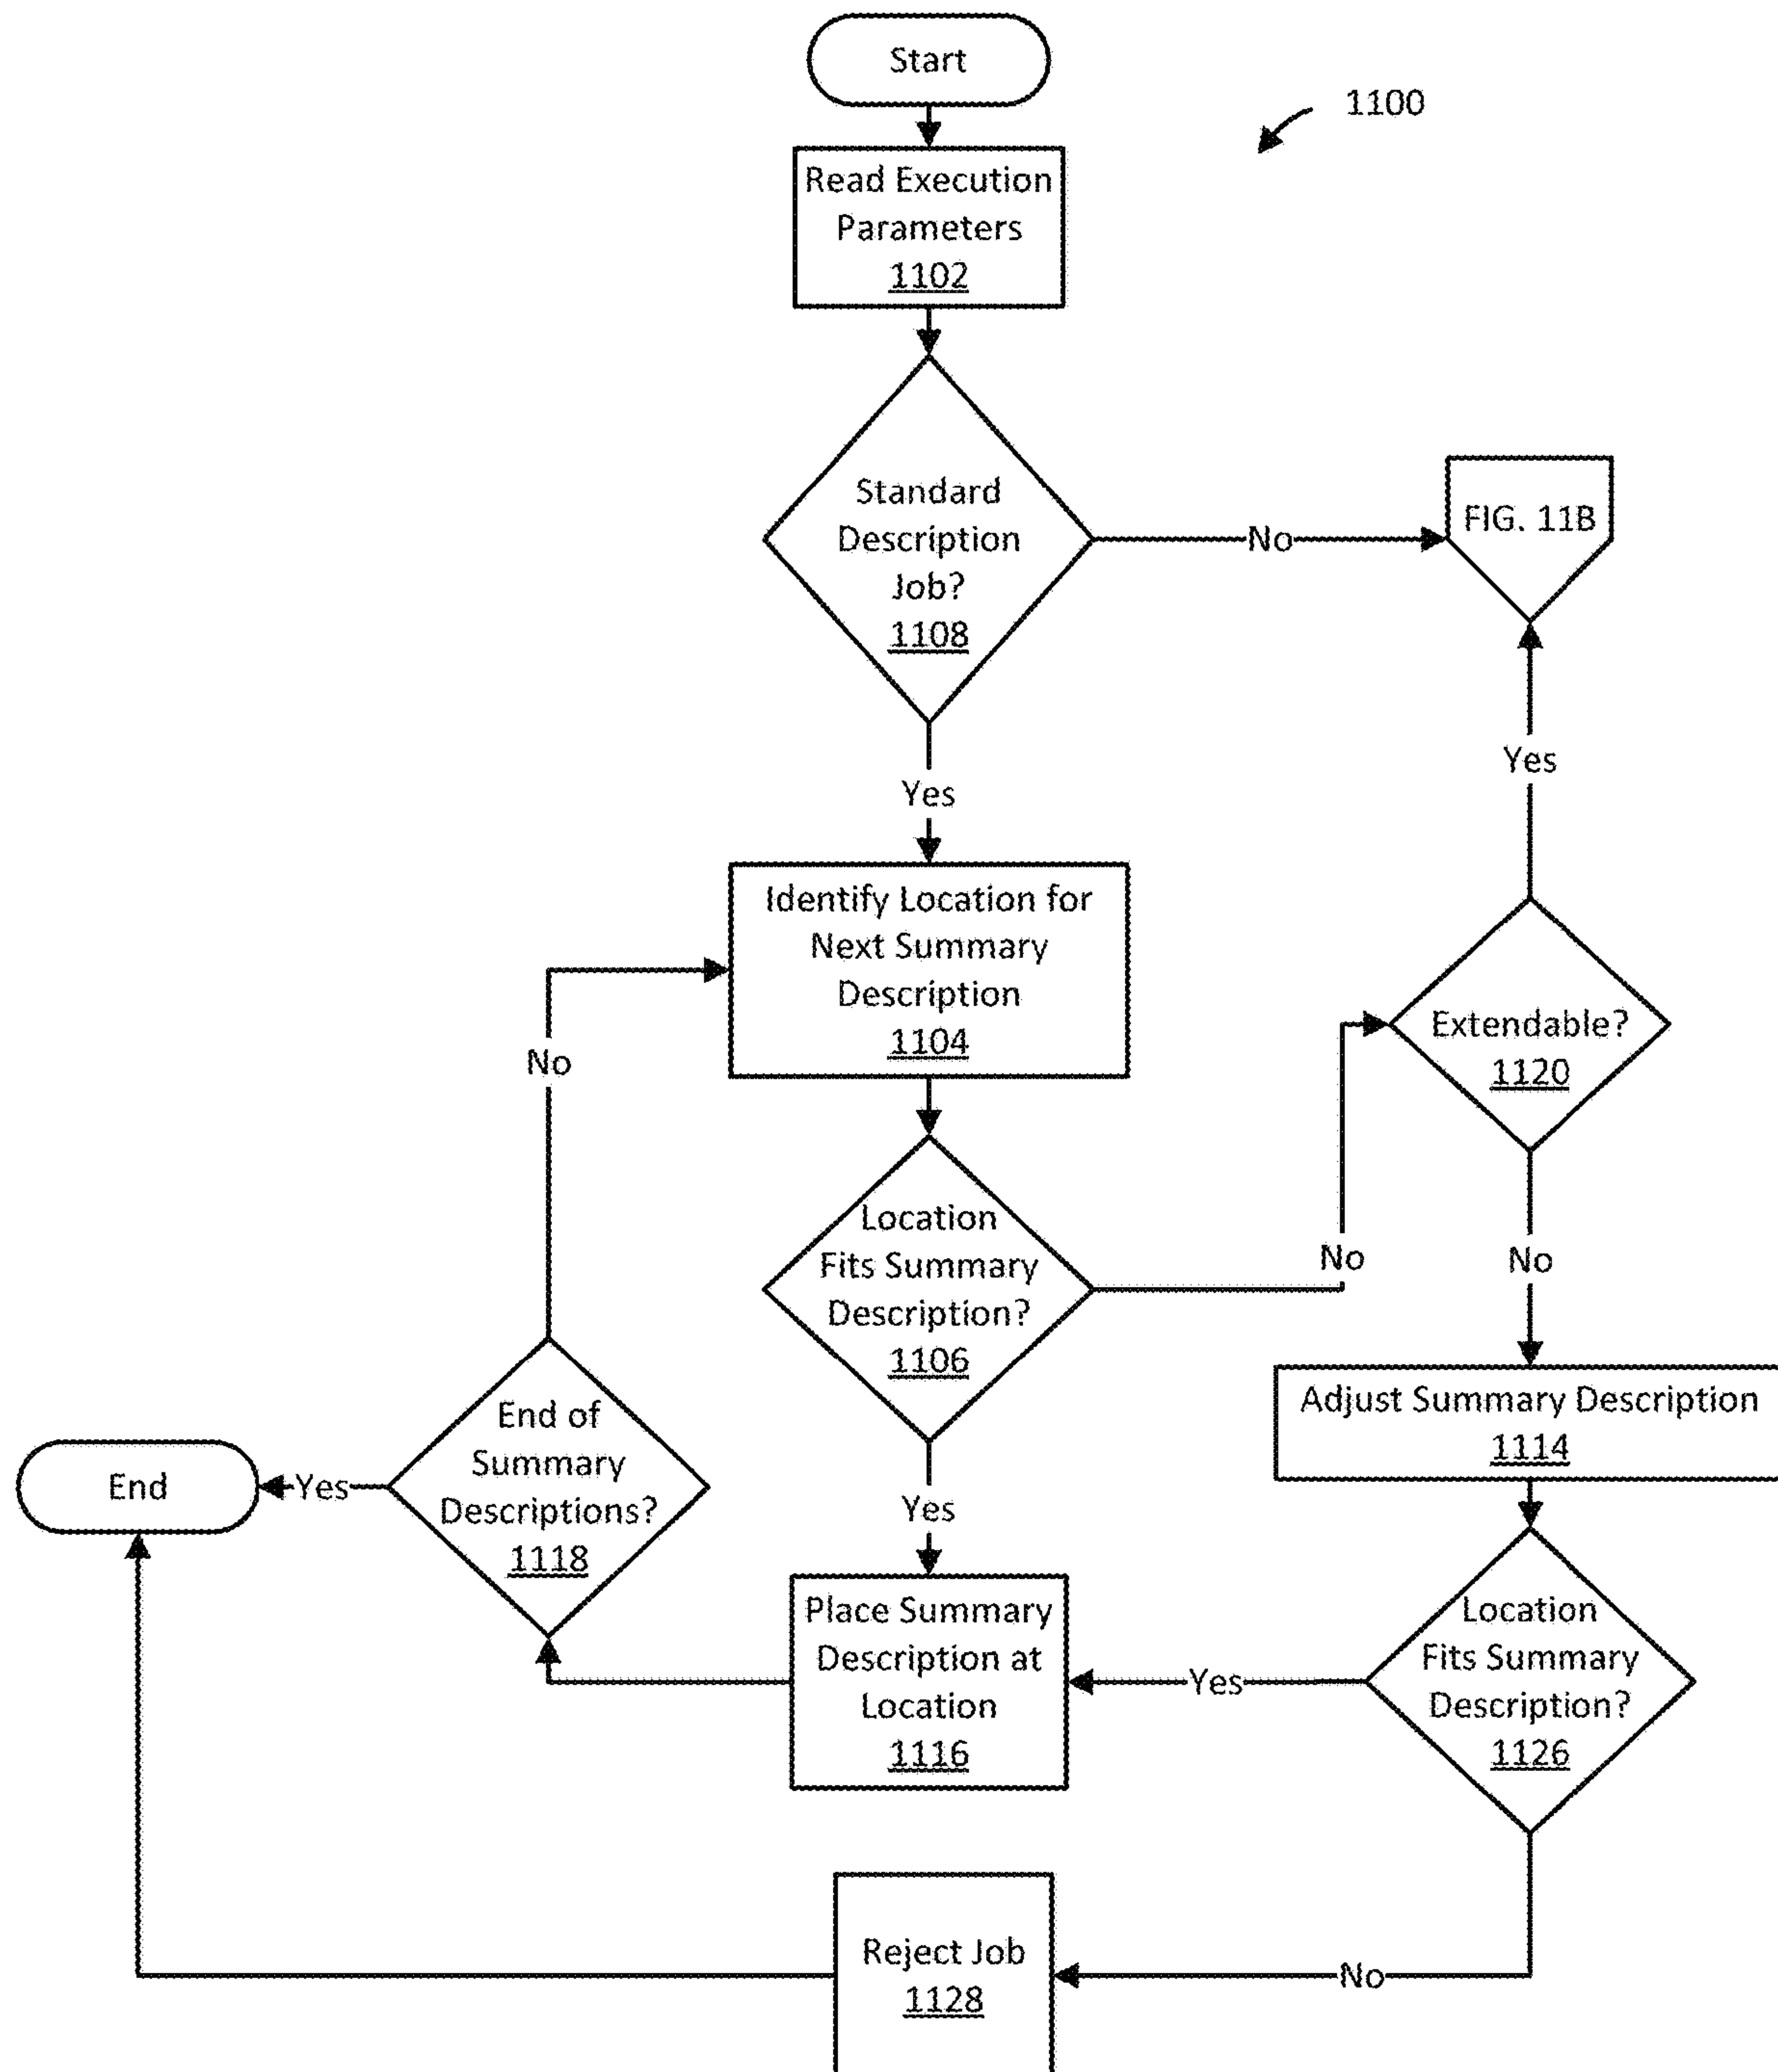 Start
1100
Read Execution
Parameters
1102
Standard
Description
Job?
1108
No
FIG. 11B
Yes
Yes
Identify Location for
Next Summary
Description
1104
No
Extendable?
1120
Location
Fits Summary
Description?
1106
No
No
Adjust Summary Description
1114
End of
Summary
Descriptions?
1118
Yes
End
Yes
Place Summary
Description at
Location
1116
Yes
Location
Fits Summary
Description?
1126
Reject Job
1128
No